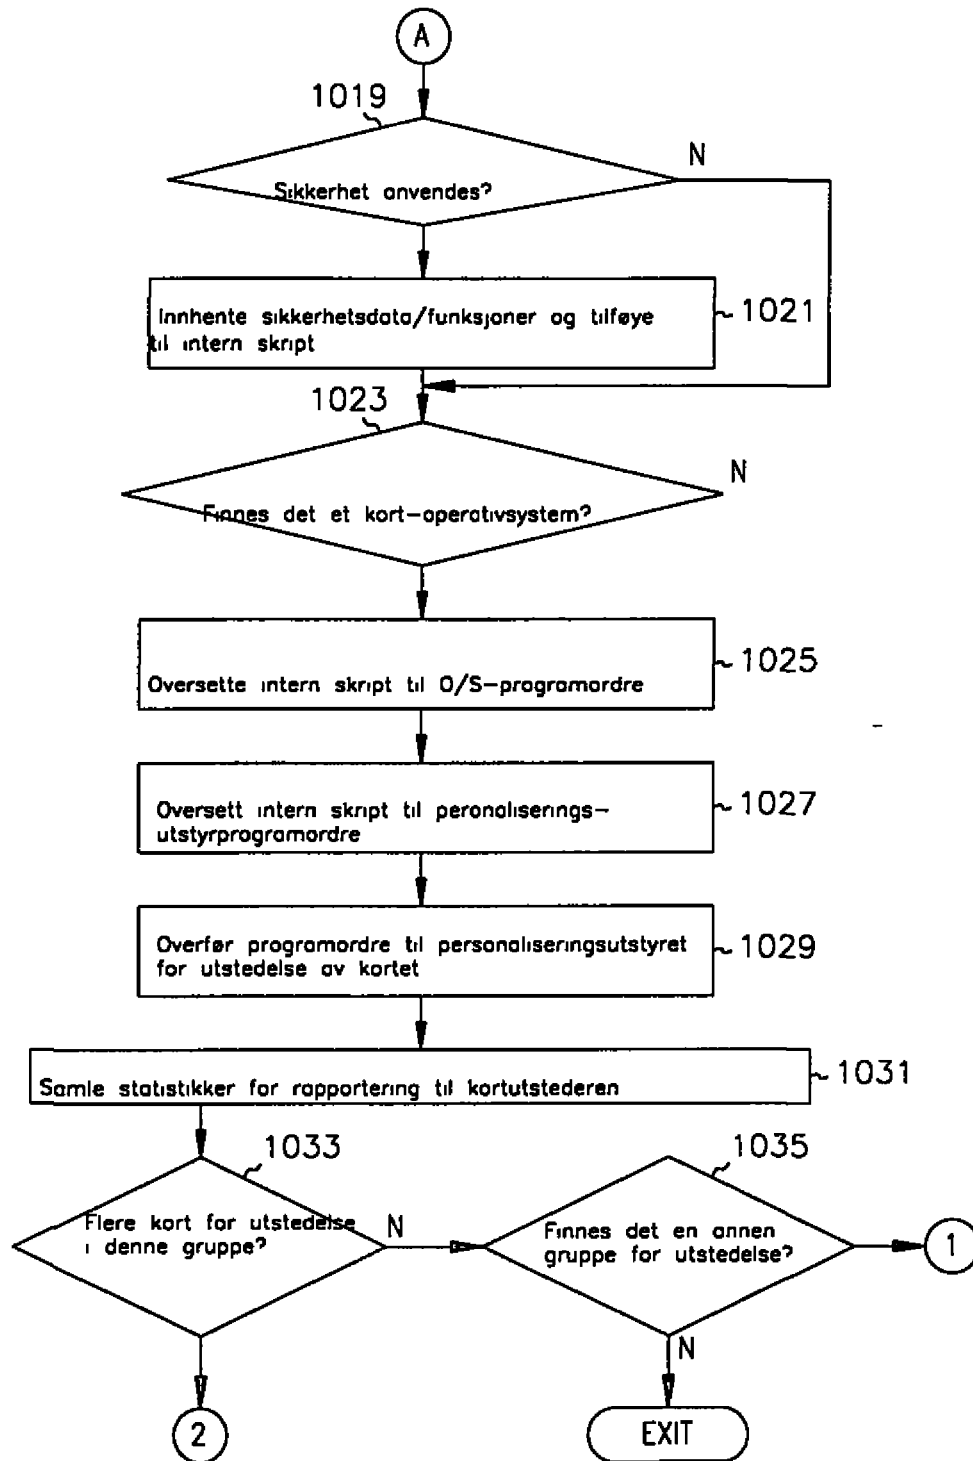 A
1019
N
Sikkerhet anvendes?
Innhente sikkerhetsdata/funksjoner og tilføye
til intern skript
1021
1023
N
Finnes det et kort-operativsystem?
Oversette intern skript til O/S-programordre
1025
Oversett intern skript til peronaliserings-
utstyrprogramordre
1027
Overfør programordre til personaliseringsutstyret
for utstedelse av kortet
1029
Samle statistikker for rapportering til kortutstederen
1031
1033
Flere kort for utstedelse
i denne gruppe?
N
1035
Finnes det en annen
gruppe for utstedelse?
1
N
2
EXIT